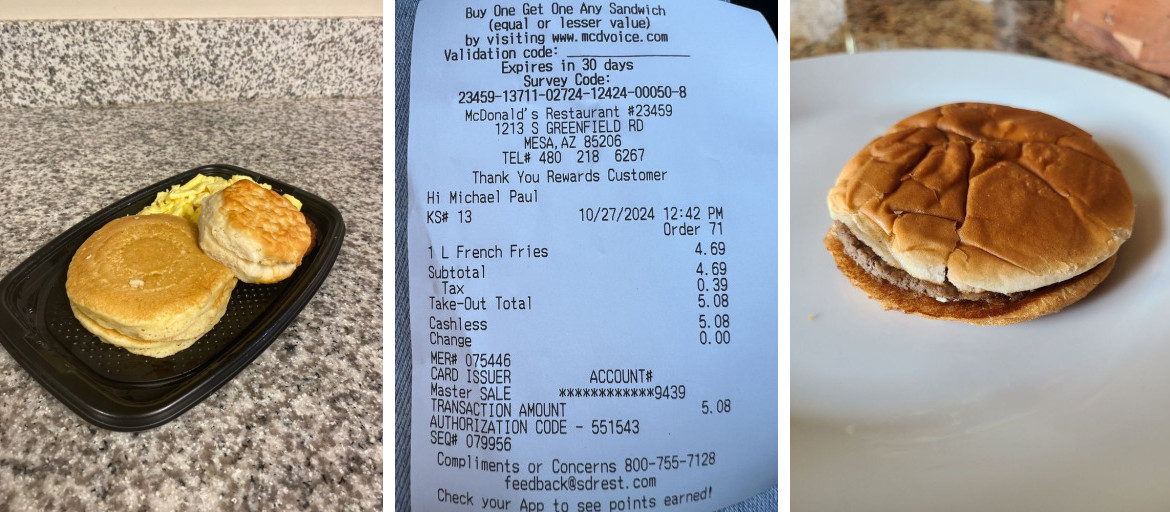 Buy One Get One Any Sandwich
(equal or lesser value)
by visiting www.mcdvoice.com
Validation code: ________________
Expires in 30 days
Survey Code:
23459-13711-02724-12424-00050-8
McDonald's Restaurant #23459
1213 S GREENFIELD RD
MESA, AZ 85206
TEL# 480 218 6267
Thank You Rewards Customer
Hi Michael Paul
KS# 13 10/27/2024 12:42 PM
Order 71
1 L French Fries 4.69
Subtotal 4.69
Tax 0.39
Take-Out Total 5.08
Cashless 5.08
Change 0.00
MER# 075446
CARD ISSUER ACCOUNT#
Master SALE ************9439
TRANSACTION AMOUNT 5.08
AUTHORIZATION CODE - 551543
SEQ# 079956
Compliments or Concerns 800-755-7128
feedback@sdrest.com
Check your App to see points earned!